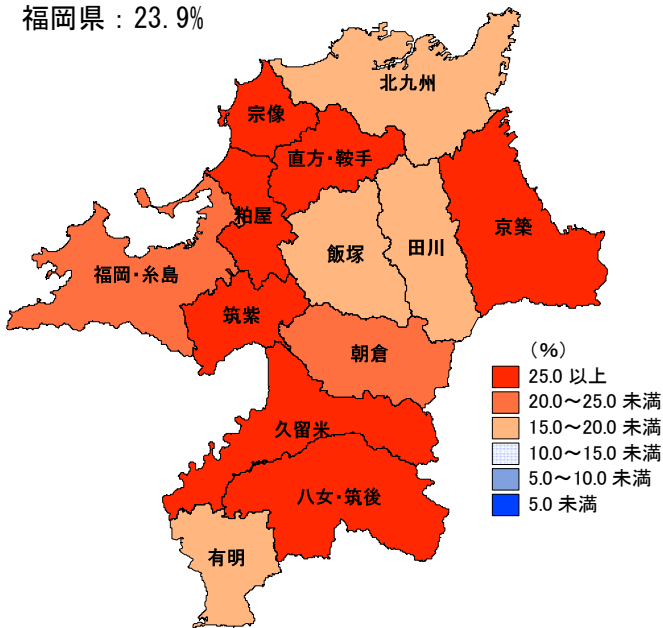 福岡県：23.9%
北九州
宗像
直方・鞍手
粕屋
京築
飯塚
田川
福岡・糸島
筑紫
朝倉
久留米
八女・筑後
有明
（%）
25.0 以上
20.0～25.0 未満
15.0～20.0 未満
10.0～15.0 未満
5.0～10.0 未満
5.0 未満